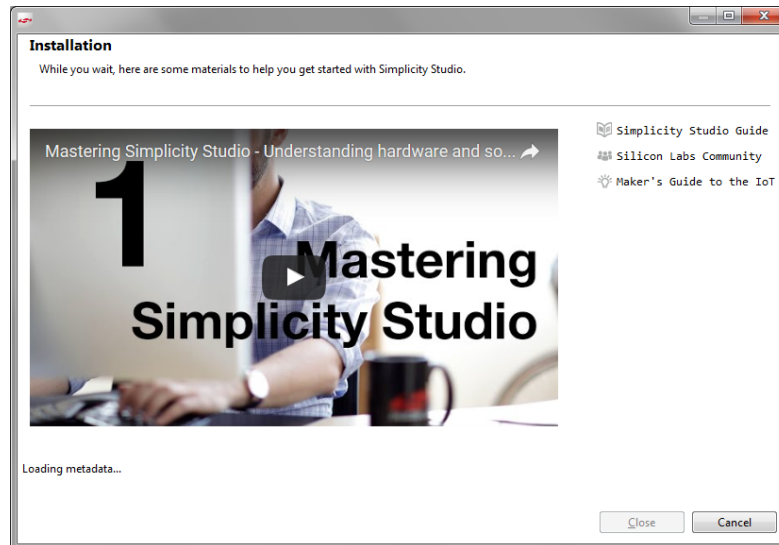 Installation
While you wait, here are some materials to help you get started with Simplicity Studio.
Mastering Simplicity Studio - Understanding hardware and so...
1
Mastering
Simplicity Studio
Simplicity Studio Guide
Silicon Labs Community
Maker's Guide to the IoT
Loading metadata...
Close
Cancel